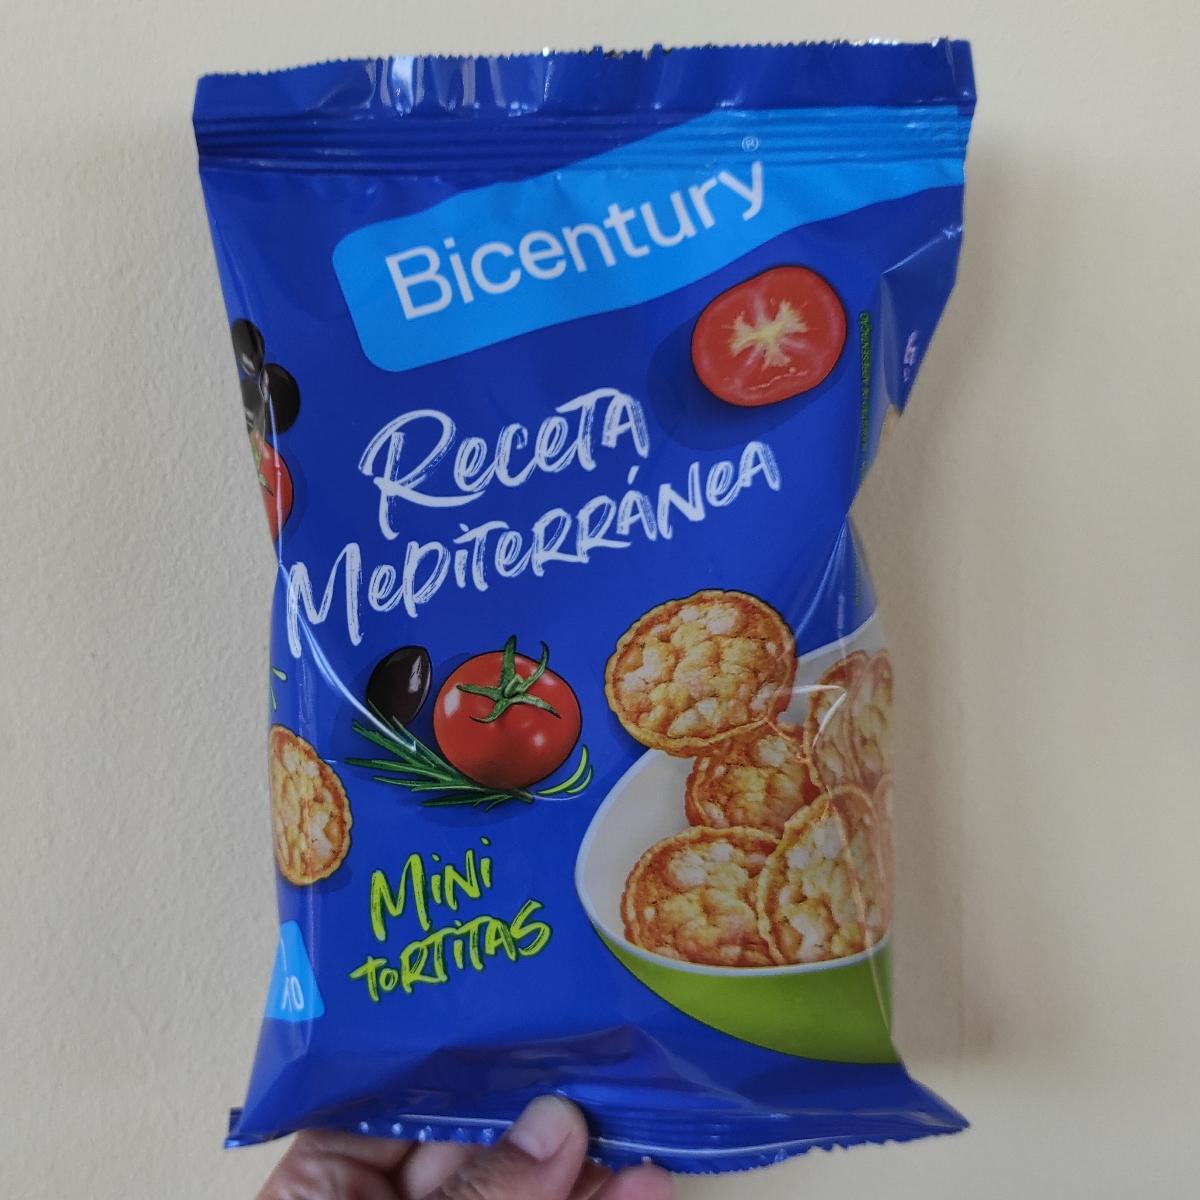 Bicentury®
Receta
Mediterránea
Mini
tortitas